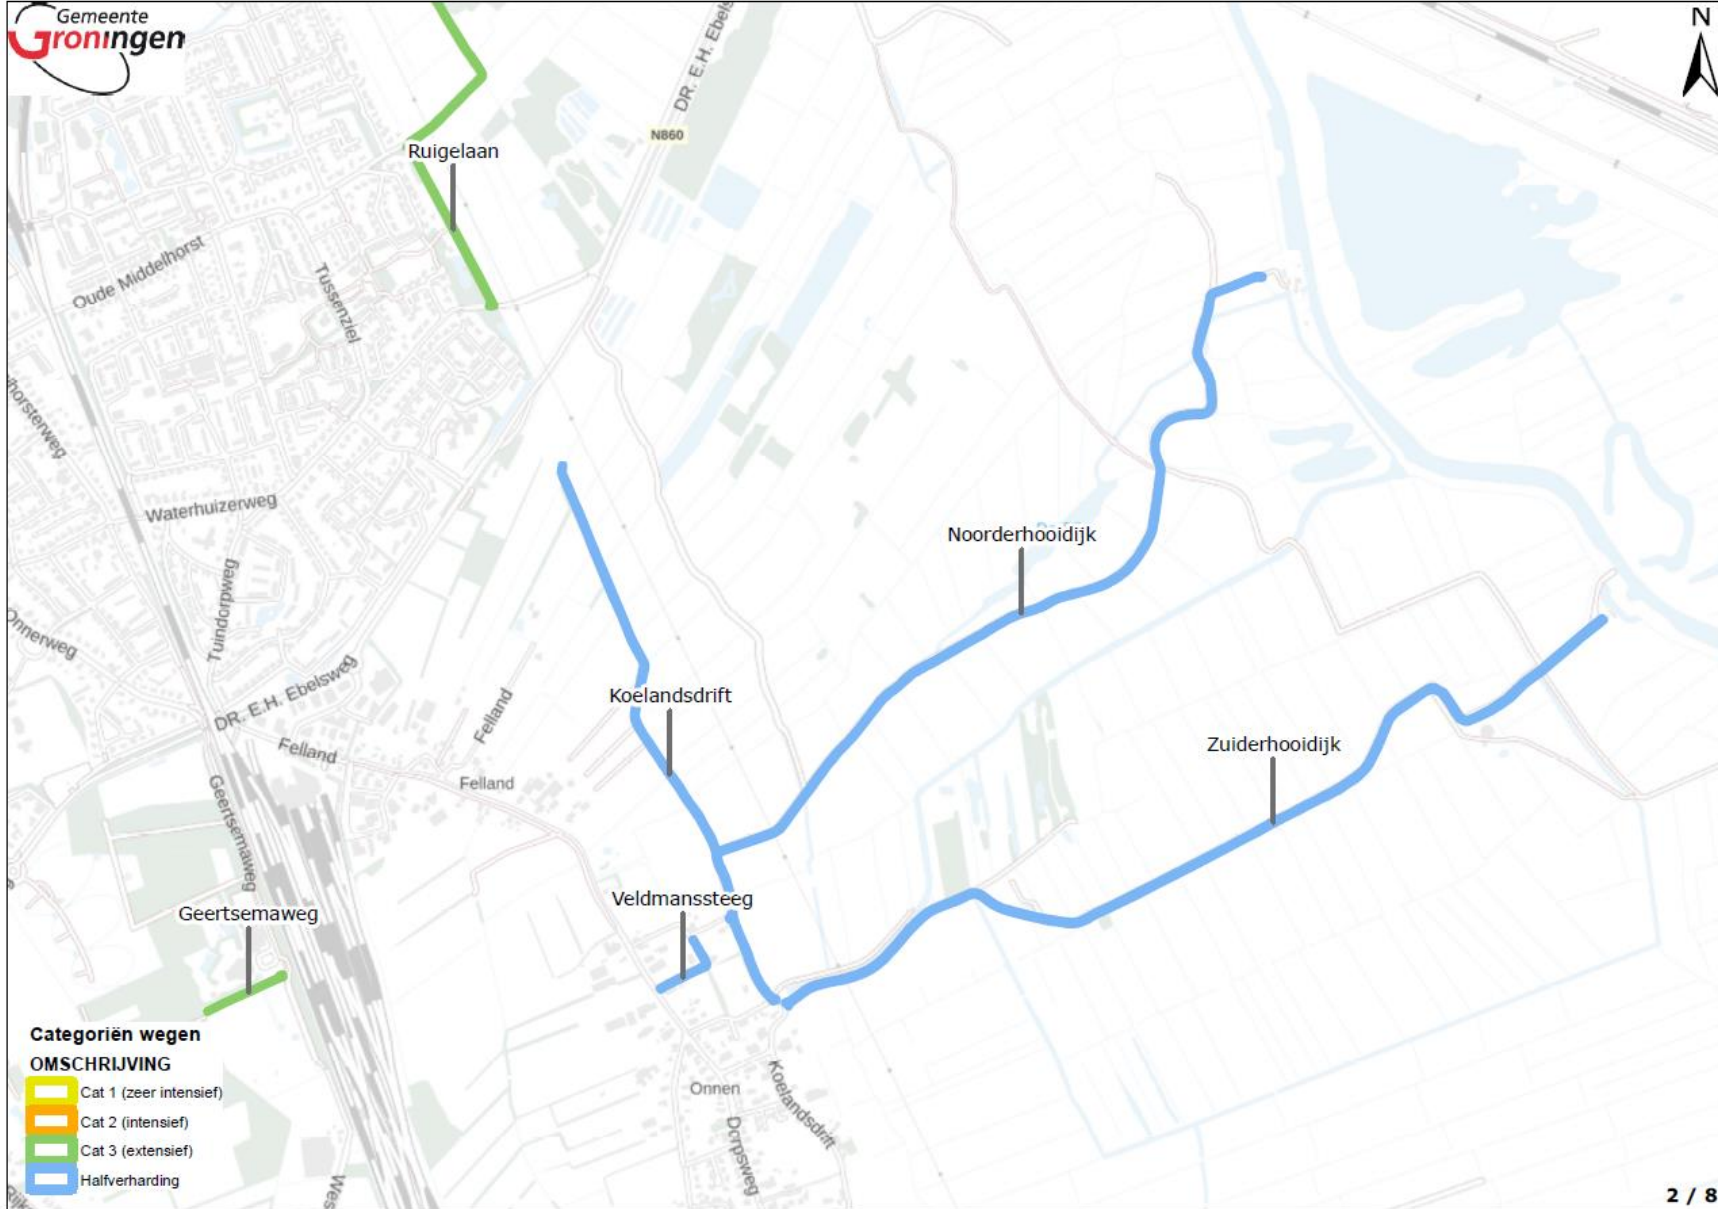 Gemeente
Groningen
N
DR. E.H. Ebels
N860
Ruigelaan
Oude Middelhorst
Tussenziel
horsterweg
Waterhuizerweg
Noorderhooidijk
Tuindorpweg
Onnerweg
DR. E.H. Ebelsweg
Felland
Koelandsdrift
Felland
Felland
Zuiderhooidijk
Geertsemaweg
Veldmanssteeg
Geertsemaweg
Categoriën wegen
OMSCHRIJVING
Cat 1 (zeer intensief)
Cat 2 (intensief)
Cat 3 (extensief)
Halfverharding
Onnen
Koelandsdrift
Dorpsweg
Wes
Rijk
2 / 8